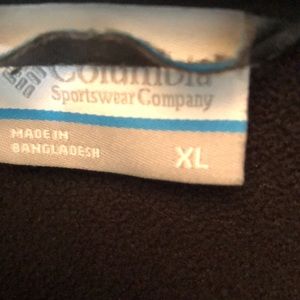 Columbia
Sportswear Company
MADE IN
BANGLADESH
XL